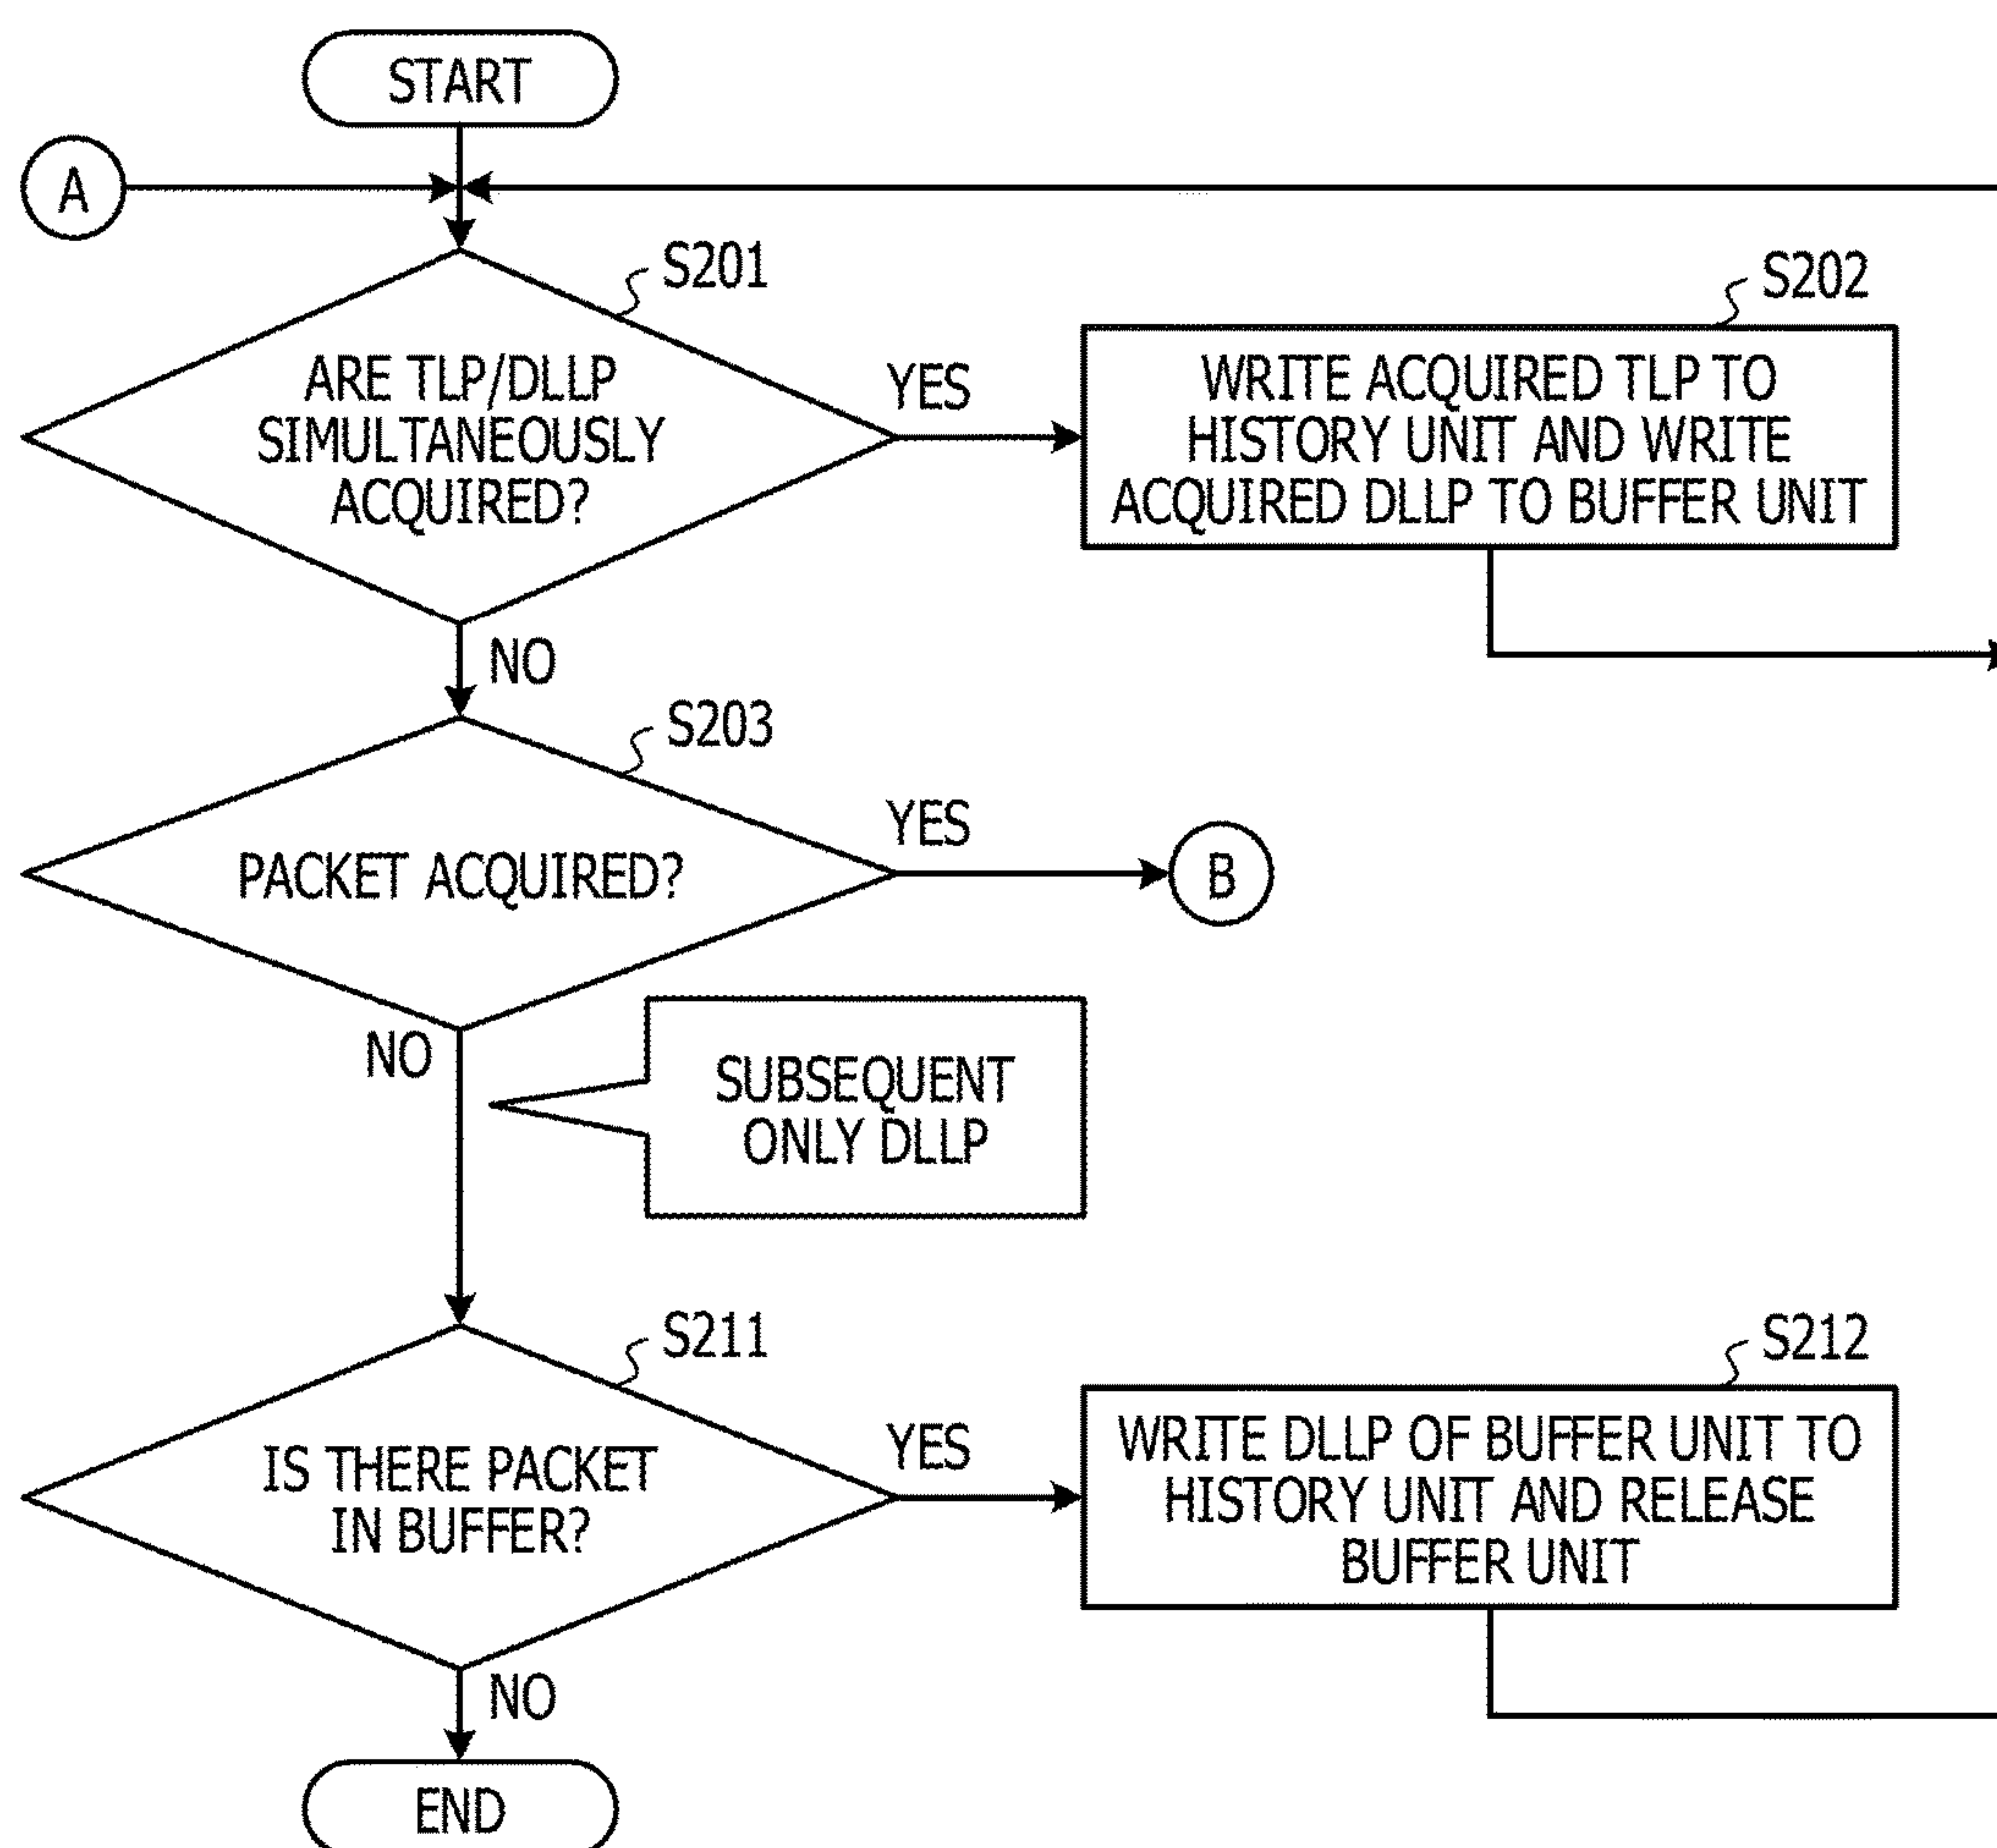 START
A
S201
ARE TLP/DLLP
SIMULTANEOUSLY
ACQUIRED?
YES
S202
WRITE ACQUIRED TLP TO
HISTORY UNIT AND WRITE
ACQUIRED DLLP TO BUFFER UNIT
NO
S203
PACKET ACQUIRED?
YES
B
NO
SUBSEQUENT
ONLY DLLP
S211
IS THERE PACKET
IN BUFFER?
YES
S212
WRITE DLLP OF BUFFER UNIT TO
HISTORY UNIT AND RELEASE
BUFFER UNIT
NO
END